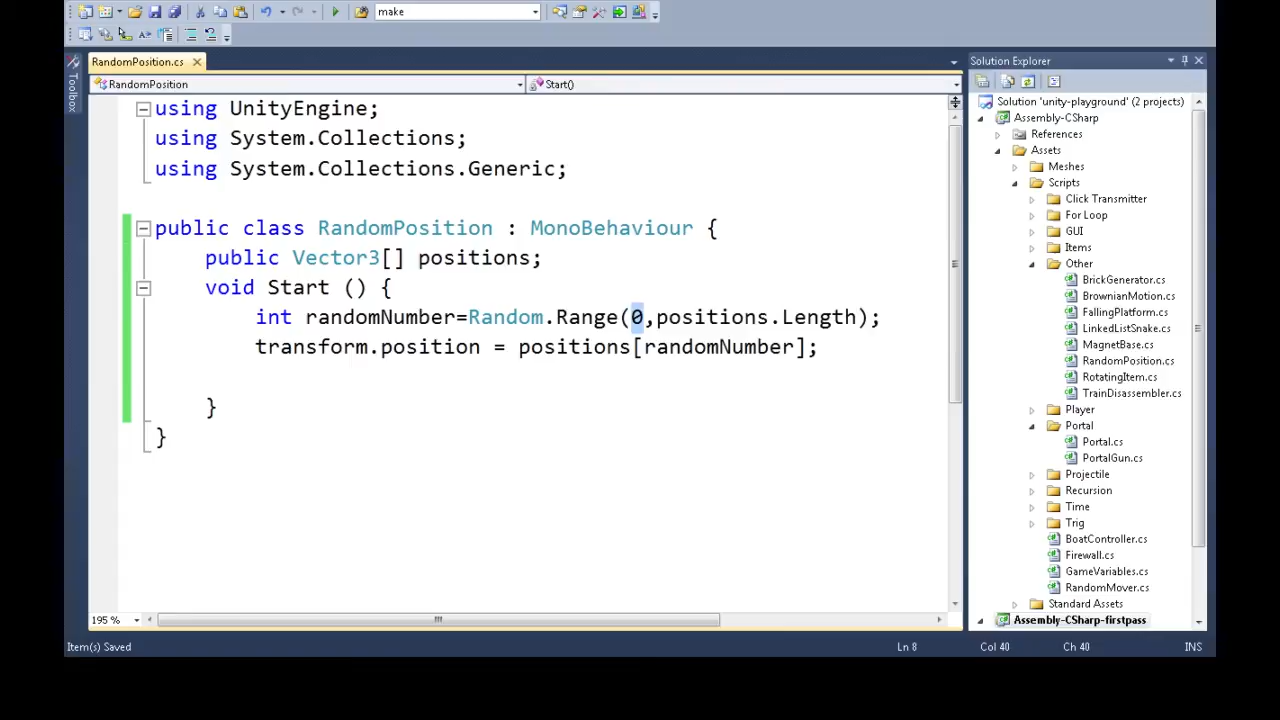 make
RandomPosition.cs
RandomPosition
Start()
Toolbox
using UnityEngine;
using System.Collections;
using System.Collections.Generic;
public class RandomPosition : MonoBehaviour {
public Vector3[] positions;
void Start () {
int randomNumber=Random.Range(0,positions.Length);
transform.position = positions[randomNumber];
}
}
195 %
Solution Explorer
Solution 'unity-playground' (2 projects)
Assembly-CSharp
References
Assets
Meshes
Scripts
Click Transmitter
For Loop
GUI
Items
Other
BrickGenerator.cs
BrownianMotion.cs
FallingPlatform.cs
LinkedListSnake.cs
MagnetBase.cs
RandomPosition.cs
RotatingItem.cs
TrainDisassembler.cs
Player
Portal
Portal.cs
PortalGun.cs
Projectile
Recursion
Time
Trig
BoatController.cs
Firewall.cs
GameVariables.cs
RandomMover.cs
Standard Assets
Assembly-CSharp-firstpass
Item(s) Saved
Ln 8
Col 40
Ch 40
INS